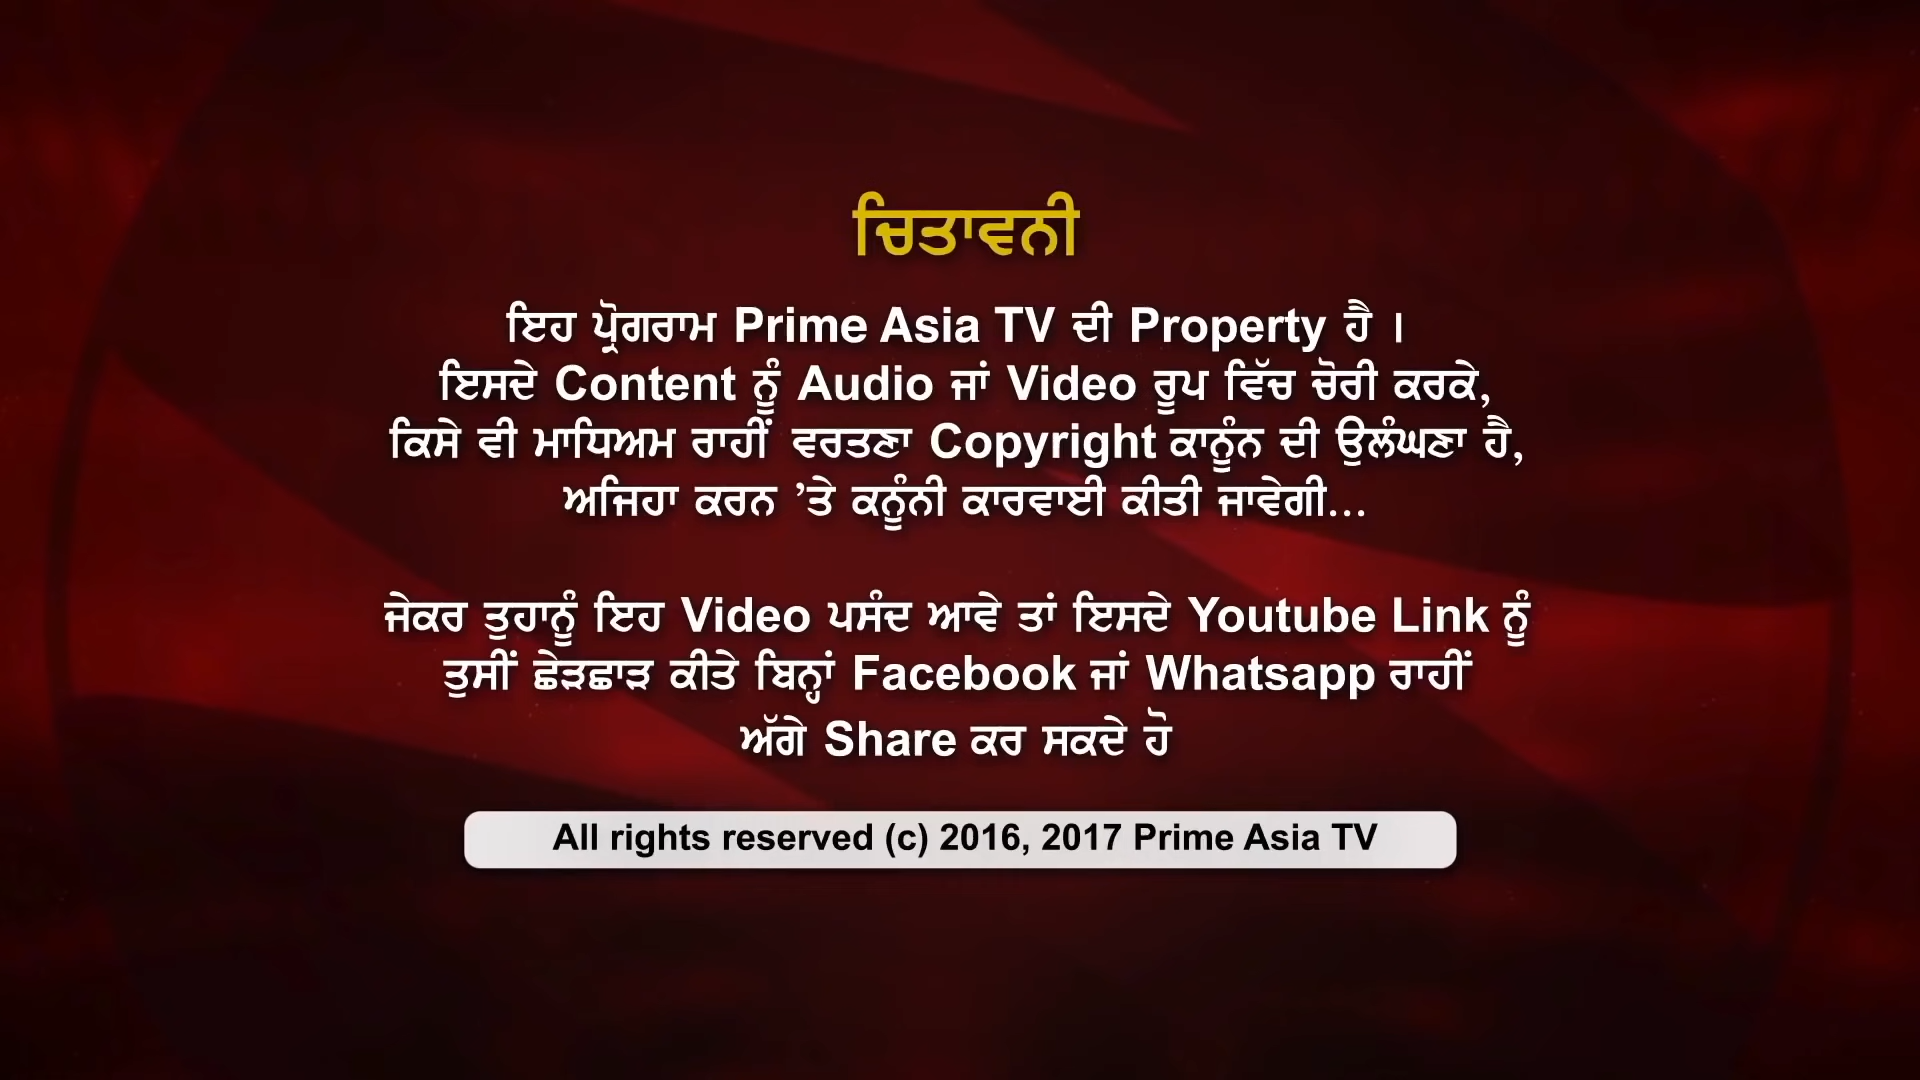 ਚਿਤਾਵਨੀ
ਇਹ ਪ੍ਰੋਗਰਾਮ Prime Asia TV ਦੀ Property ਹੈ ।
ਇਸਦੇ Content ਨੂੰ Audio ਜਾਂ Video ਰੂਪ ਵਿੱਚ ਚੋਰੀ ਕਰਕੇ,
ਕਿਸੇ ਵੀ ਮਾਧਿਅਮ ਰਾਹੀਂ ਵਰਤਣਾ Copyright ਕਾਨੂੰਨ ਦੀ ਉਲੰਘਣਾ ਹੈ,
ਅਜਿਹਾ ਕਰਨ ’ਤੇ ਕਨੂੰਨੀ ਕਾਰਵਾਈ ਕੀਤੀ ਜਾਵੇਗੀ...
ਜੇਕਰ ਤੁਹਾਨੂੰ ਇਹ Video ਪਸੰਦ ਆਵੇ ਤਾਂ ਇਸਦੇ Youtube Link ਨੂੰ
ਤੁਸੀਂ ਛੇੜਛਾੜ ਕੀਤੇ ਬਿਨ੍ਹਾਂ Facebook ਜਾਂ Whatsapp ਰਾਹੀਂ
ਅੱਗੇ Share ਕਰ ਸਕਦੇ ਹੋ
All rights reserved (c) 2016, 2017 Prime Asia TV